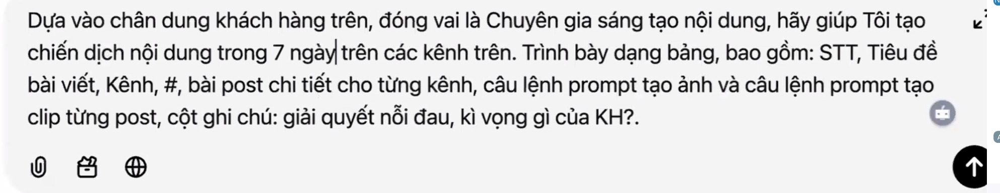 Dựa vào chân dung khách hàng trên, đóng vai là Chuyên gia sáng tạo nội dung, hãy giúp Tôi tạo
chiến dịch nội dung trong 7 ngày trên các kênh trên. Trình bày dạng bảng, bao gồm: STT, Tiêu đề
bài viết, Kênh, #, bài post chi tiết cho từng kênh, câu lệnh prompt tạo ảnh và câu lệnh prompt tạo
clip từng post, cột ghi chú: giải quyết nỗi đau, kì vọng gì của KH?.